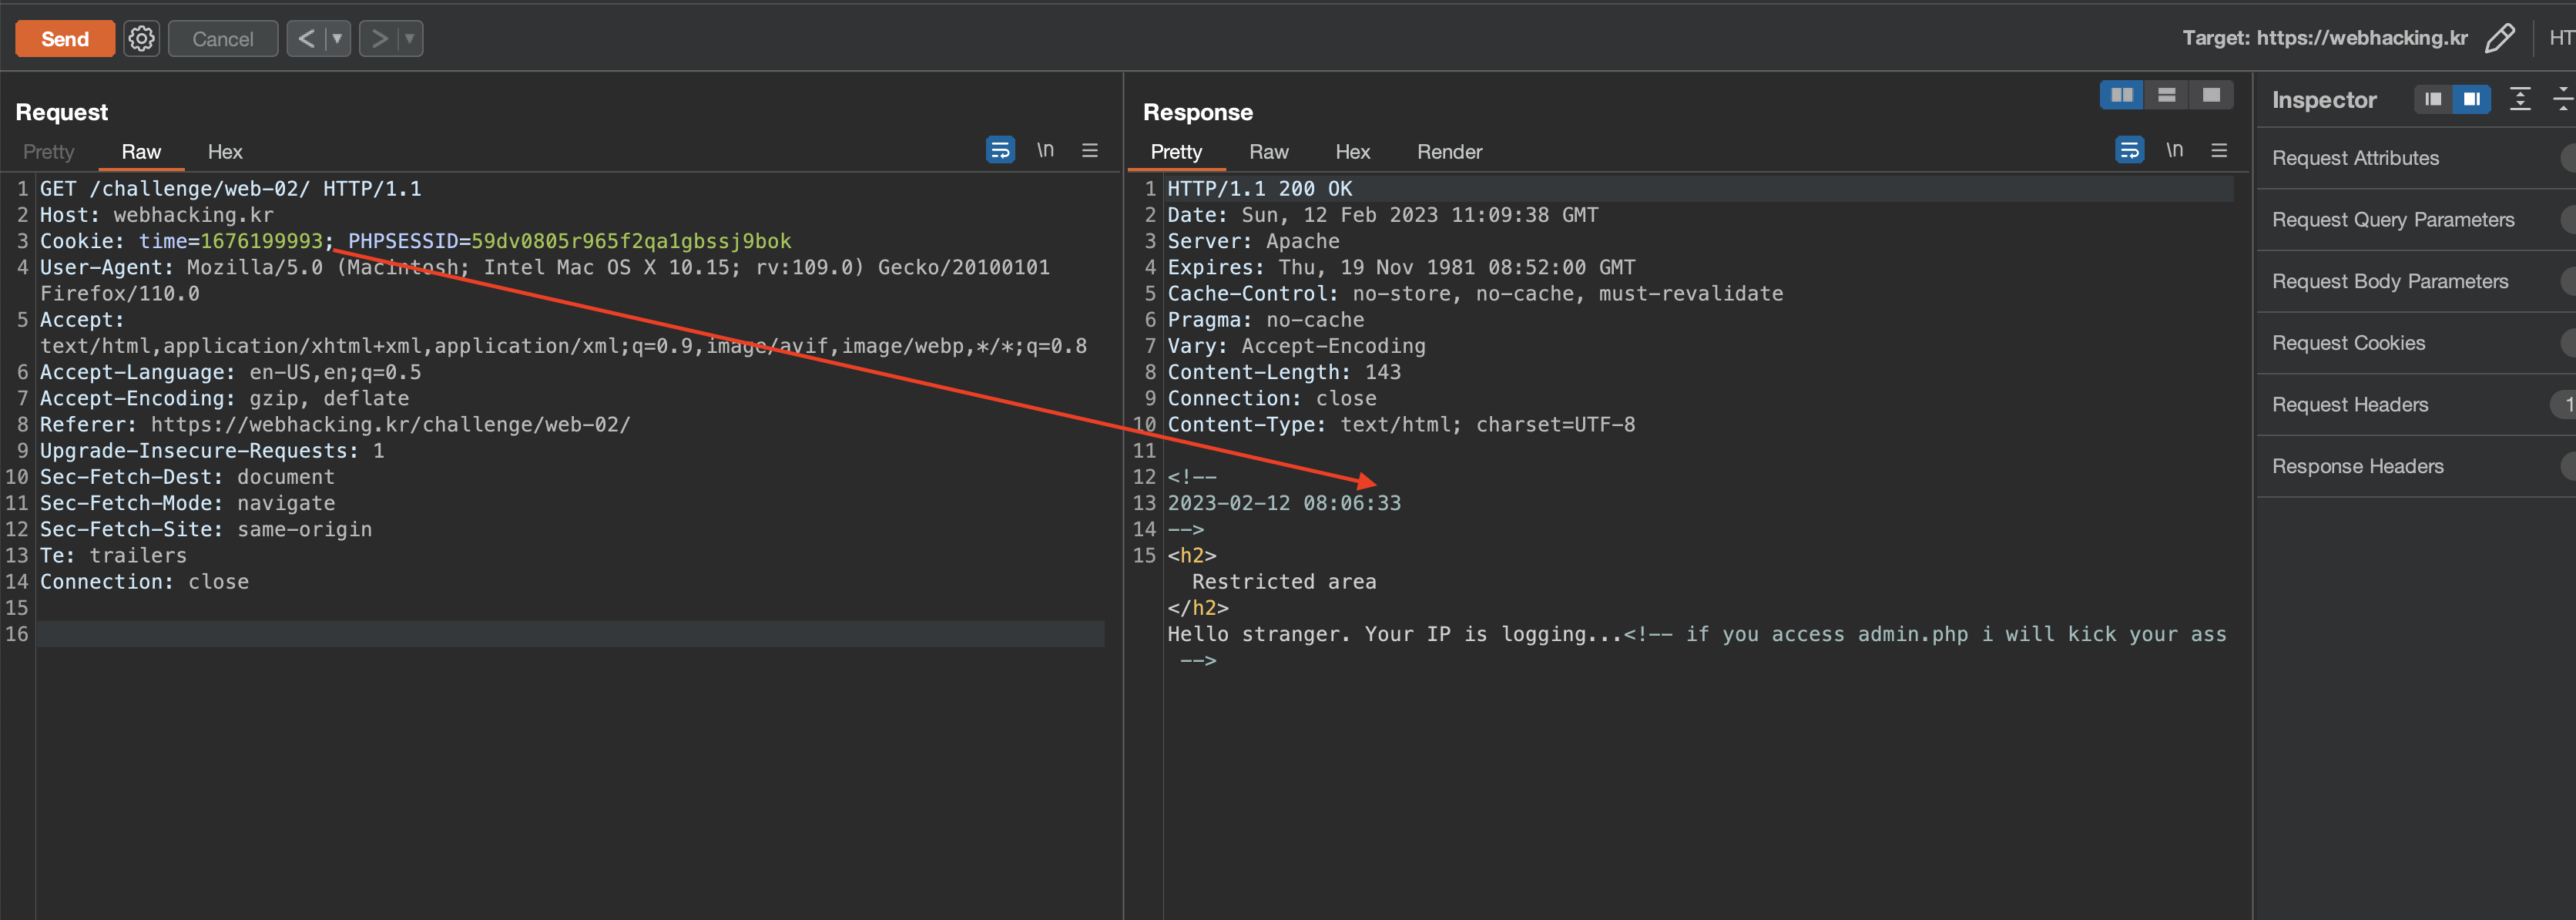 Send
Cancel
<
>
Target: https://webhacking.kr
HT
Request
Pretty
Raw
Hex
\n
1 GET /challenge/web-02/ HTTP/1.1
2 Host: webhacking.kr
3 Cookie: time=1676199993; PHPSESSID=59dv0805r965f2qa1gbssj9bok
4 User-Agent: Mozilla/5.0 (Macintosh; Intel Mac OS X 10.15; rv:109.0) Gecko/20100101
Firefox/110.0
5 Accept:
text/html,application/xhtml+xml,application/xml;q=0.9,image/avif,image/webp,*/*;q=0.8
6 Accept-Language: en-US,en;q=0.5
7 Accept-Encoding: gzip, deflate
8 Referer: https://webhacking.kr/challenge/web-02/
9 Upgrade-Insecure-Requests: 1
10 Sec-Fetch-Dest: document
11 Sec-Fetch-Mode: navigate
12 Sec-Fetch-Site: same-origin
13 Te: trailers
14 Connection: close
15
16
Response
Pretty
Raw
Hex
Render
\n
1 HTTP/1.1 200 OK
2 Date: Sun, 12 Feb 2023 11:09:38 GMT
3 Server: Apache
4 Expires: Thu, 19 Nov 1981 08:52:00 GMT
5 Cache-Control: no-store, no-cache, must-revalidate
6 Pragma: no-cache
7 Vary: Accept-Encoding
8 Content-Length: 143
9 Connection: close
10 Content-Type: text/html; charset=UTF-8
11
12 <!--
13 2023-02-12 08:06:33
14 -->
15 <h2>
Restricted area
</h2>
Hello stranger. Your IP is logging...<!-- if you access admin.php i will kick your ass
-->
Inspector
Request Attributes
Request Query Parameters
Request Body Parameters
Request Cookies
Request Headers
1
Response Headers